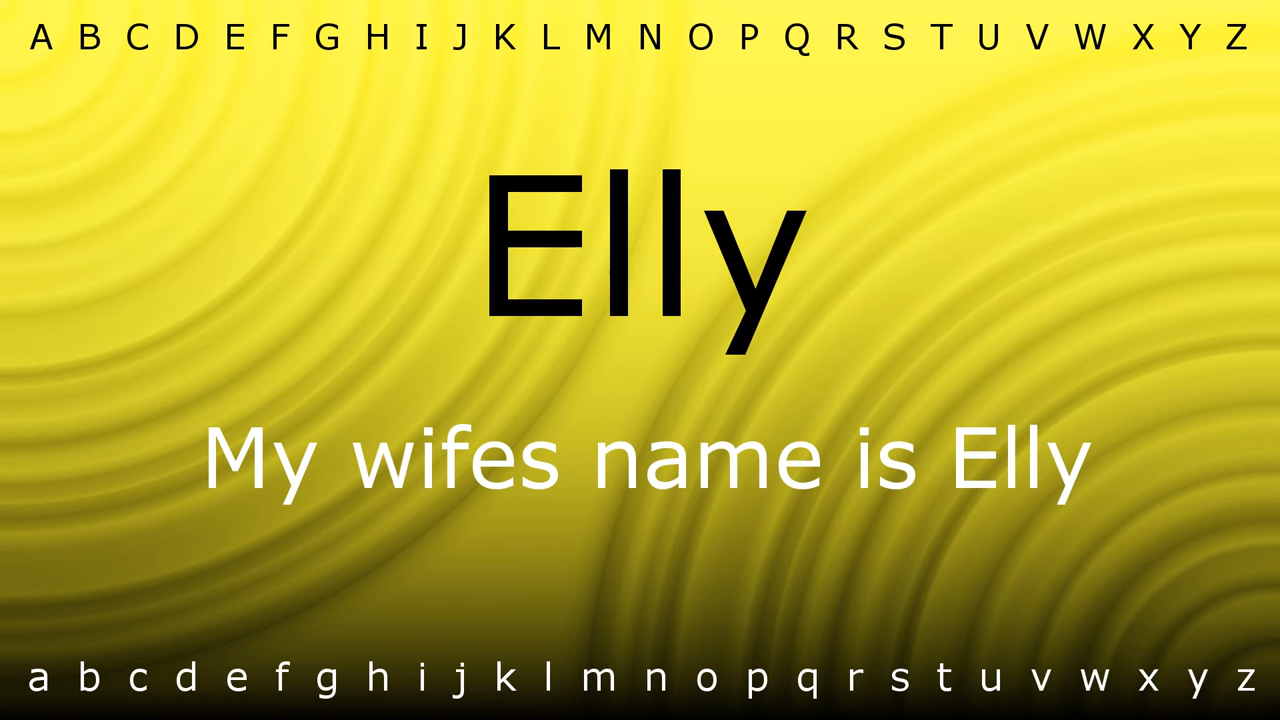 A B C D E F G H I J K L M N O P Q R S T U V W X Y Z
Elly
My wifes name is Elly
a b c d e f g h i j k l m n o p q r s t u v w x y z